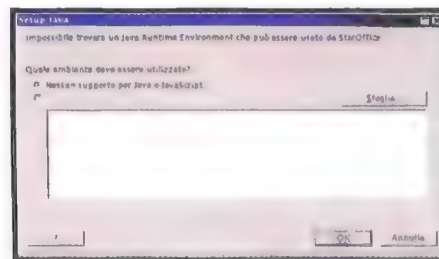 Setup JAVA
Impossibile trovare un Java Runtime Environment che può essere usato da StarOffice
Quale ambiente deve essere utilizzato?
Nessun supporto per Java o JavaScript
Sfoglia
?
OK
Annulla